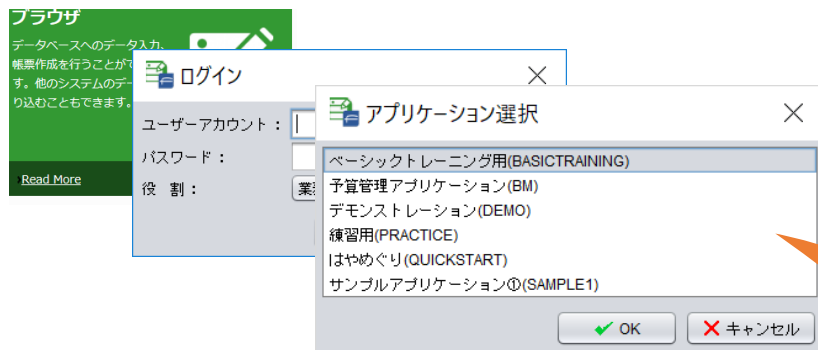 ブラウザ
データベースへのデータ入力、
帳票作成を行うことがで
す。他のシステムのデー
り込むこともできます。
Read More
ログイン
ユーザーアカウント：
パスワード：
役 割：
業
アプリケーション選択
ベーシックトレーニング用(BASICTRAINING)
予算管理アプリケーション(BM)
デモンストレーション(DEMO)
練習用(PRACTICE)
はやめぐり(QUICKSTART)
サンプルアプリケーション①(SAMPLE1)
OK
キャンセル